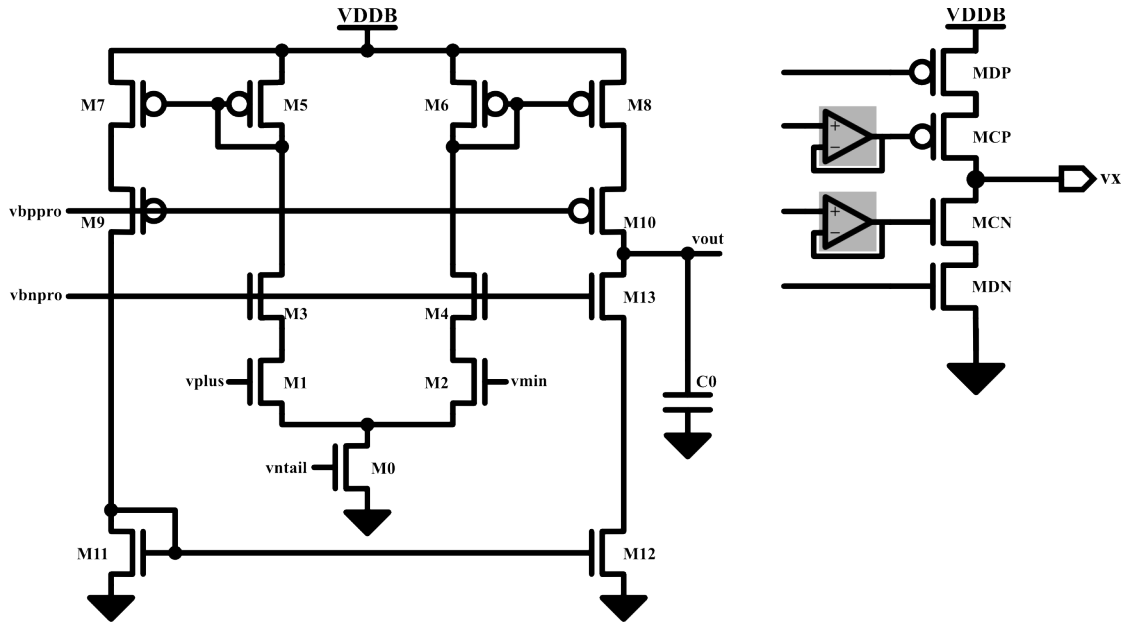 VDDB
VDDB
M7
M5
M6
M8
MDP
+
−
MCP
vx
vbppro
M9
M10
vout
+
−
MCN
vbnpro
M3
M4
M13
MDN
vplus
M1
M2
vmin
C0
vntail
M0
M11
M12